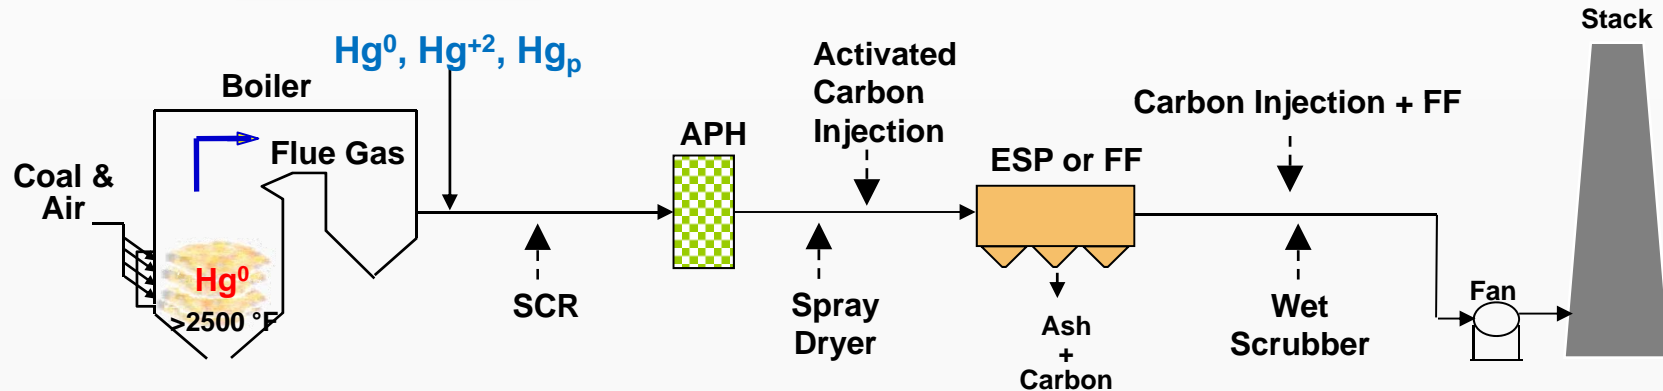 Stack
Hg⁰, Hg⁺², Hgₚ
Activated
Carbon
Injection
Boiler
Carbon Injection + FF
APH
Flue Gas
ESP or FF
Coal &
Air
Hg⁰
>2500 °F
SCR
Spray
Dryer
Ash
+
Carbon
Wet
Scrubber
Fan